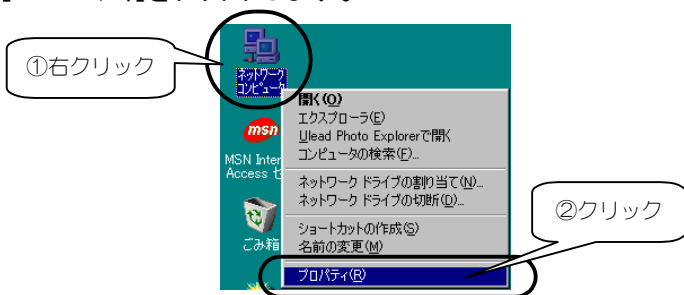 ①右クリック
ネットワーク
コンピュータ
開く(O)
エクスプローラ(E)
Ulead Photo Explorerで開く
コンピュータの検索(F)...
ネットワーク ドライブの割り当て(N)...
ネットワーク ドライブの切断(D)...
ショートカットの作成(S)
名前の変更(M)
プロパティ(R)
msn
MSN Inter
Access
ごみ箱
②クリック